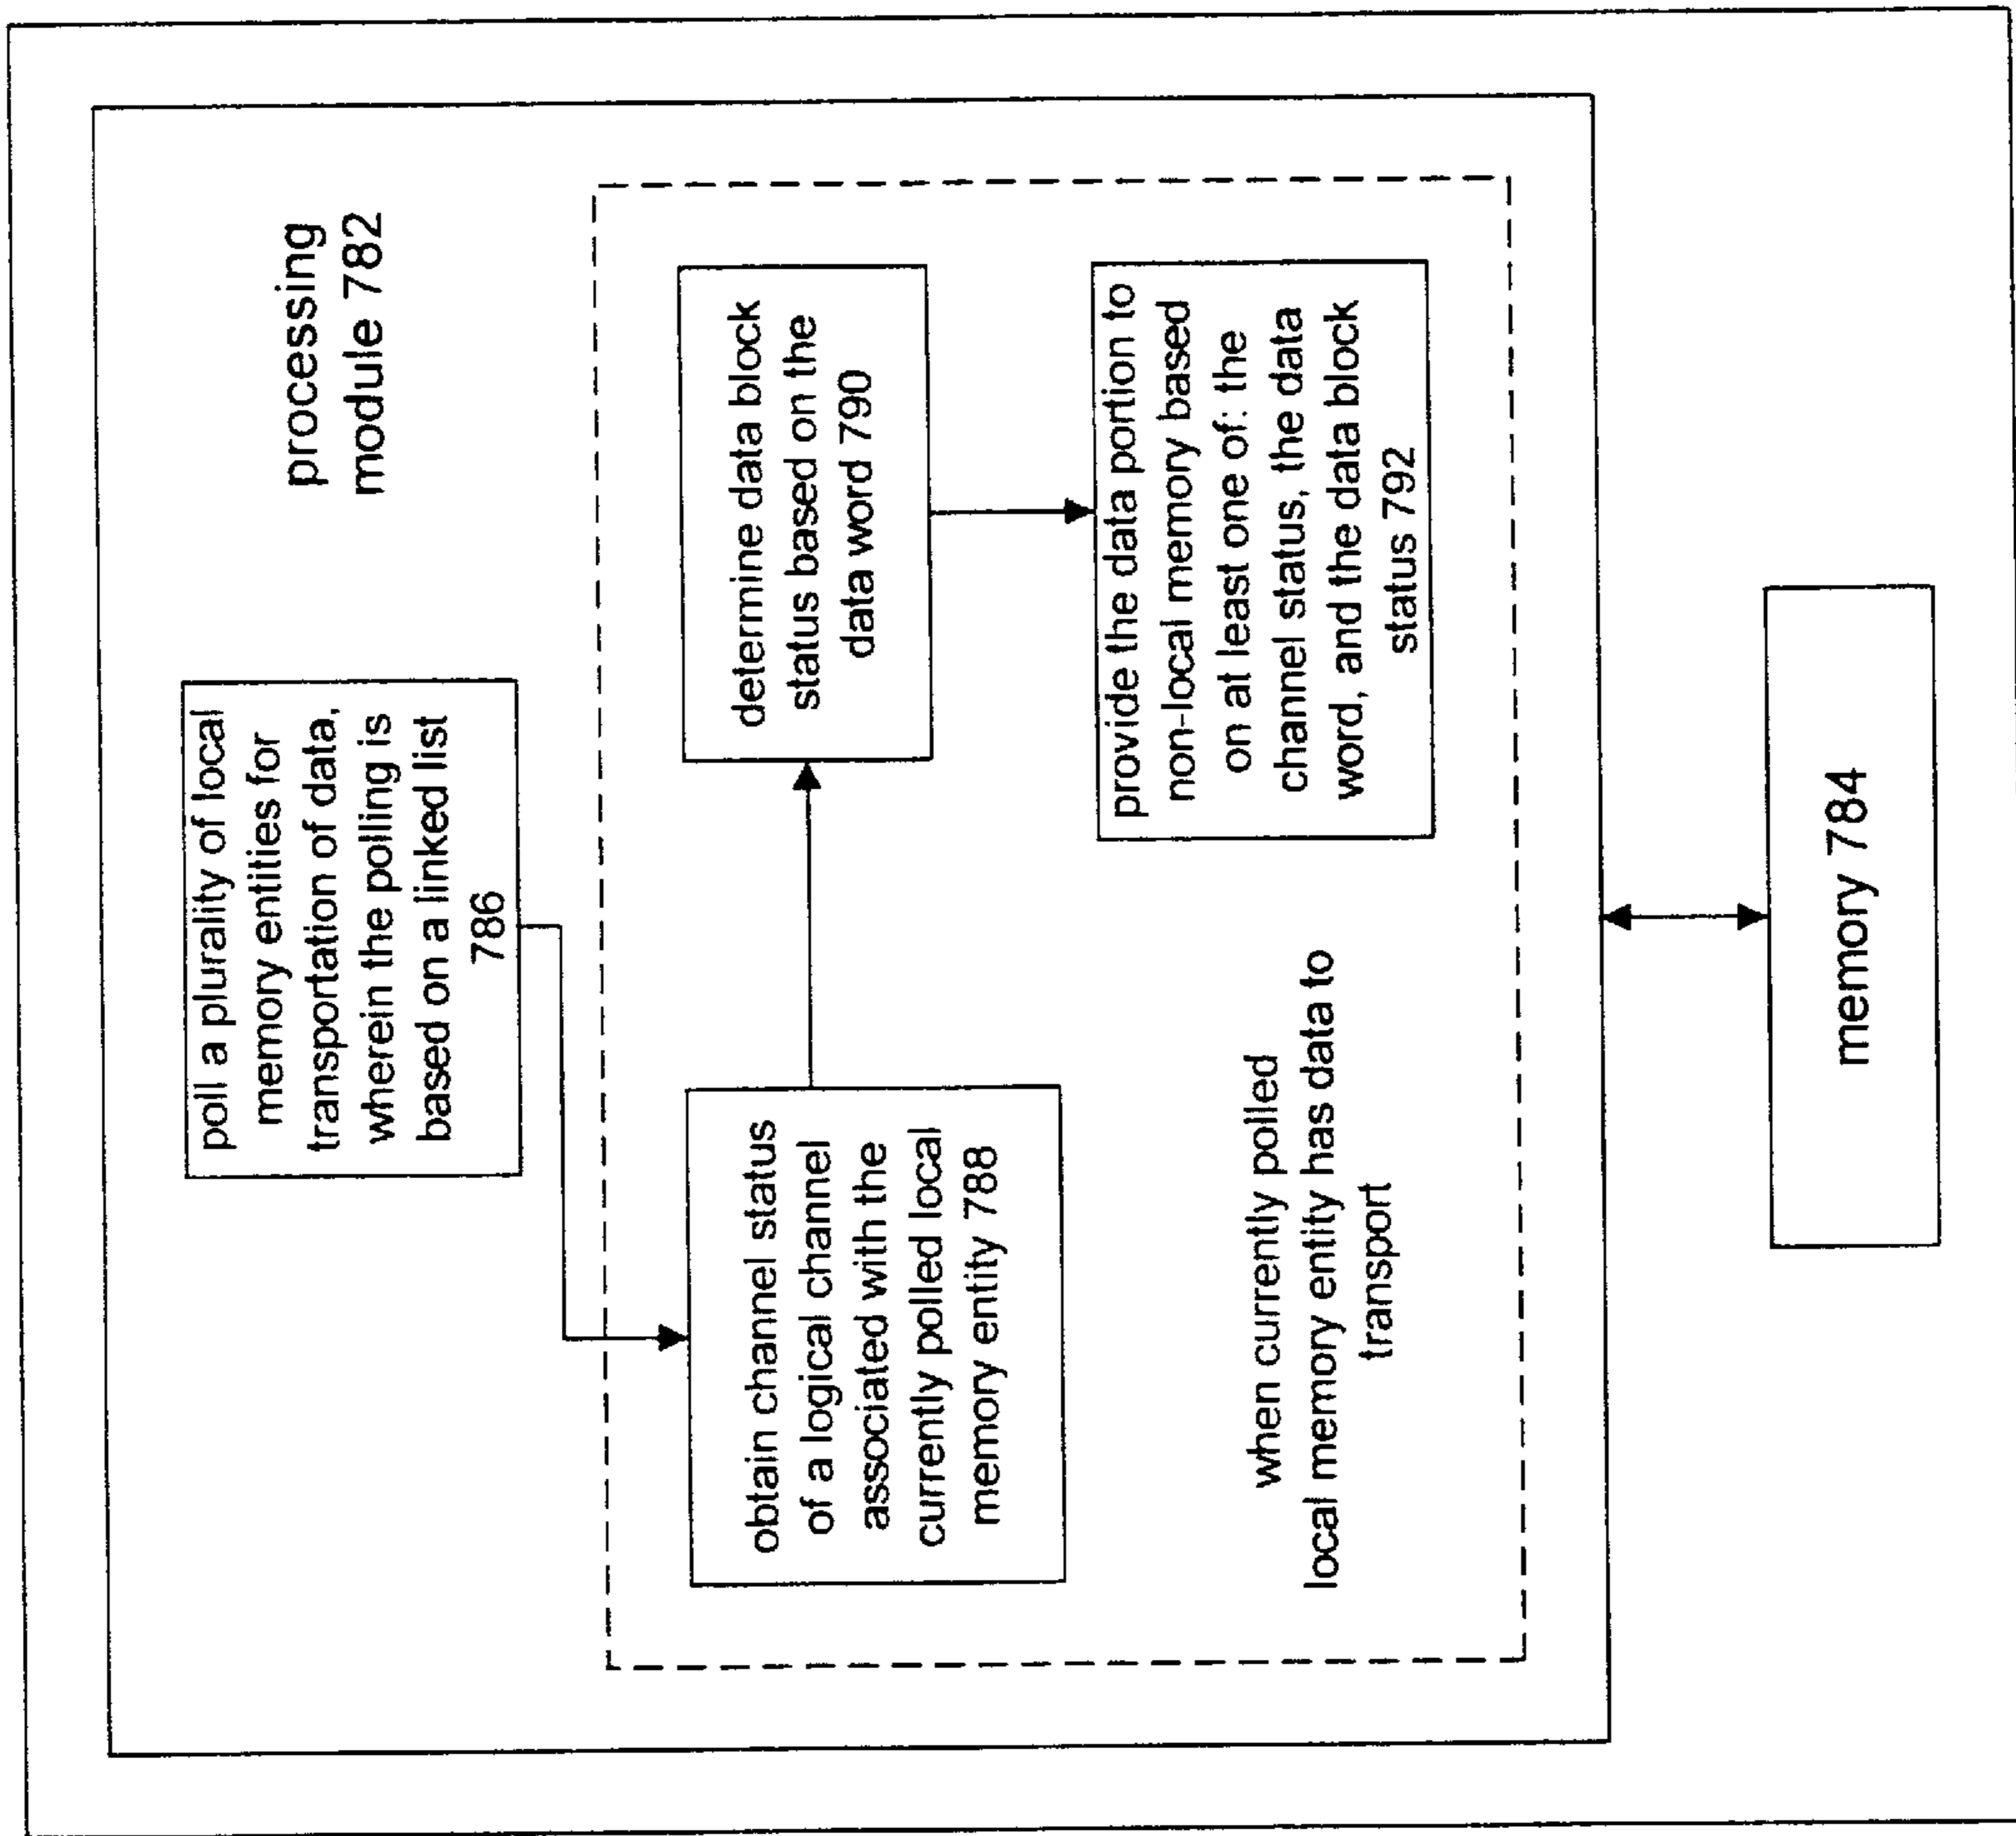 processing
module 782
poll a plurality of local
memory entities for
transportation of data,
wherein the polling is
based on a linked list
786
obtain channel status
of a logical channel
associated with the
currently polled local
memory entity 788
determine data block
status based on the
data word 790
provide the data portion to
non-local memory based
on at least one of: the
channel status, the data
word, and the data block
status 792
when currently polled
local memory entity has data to
transport
memory 784